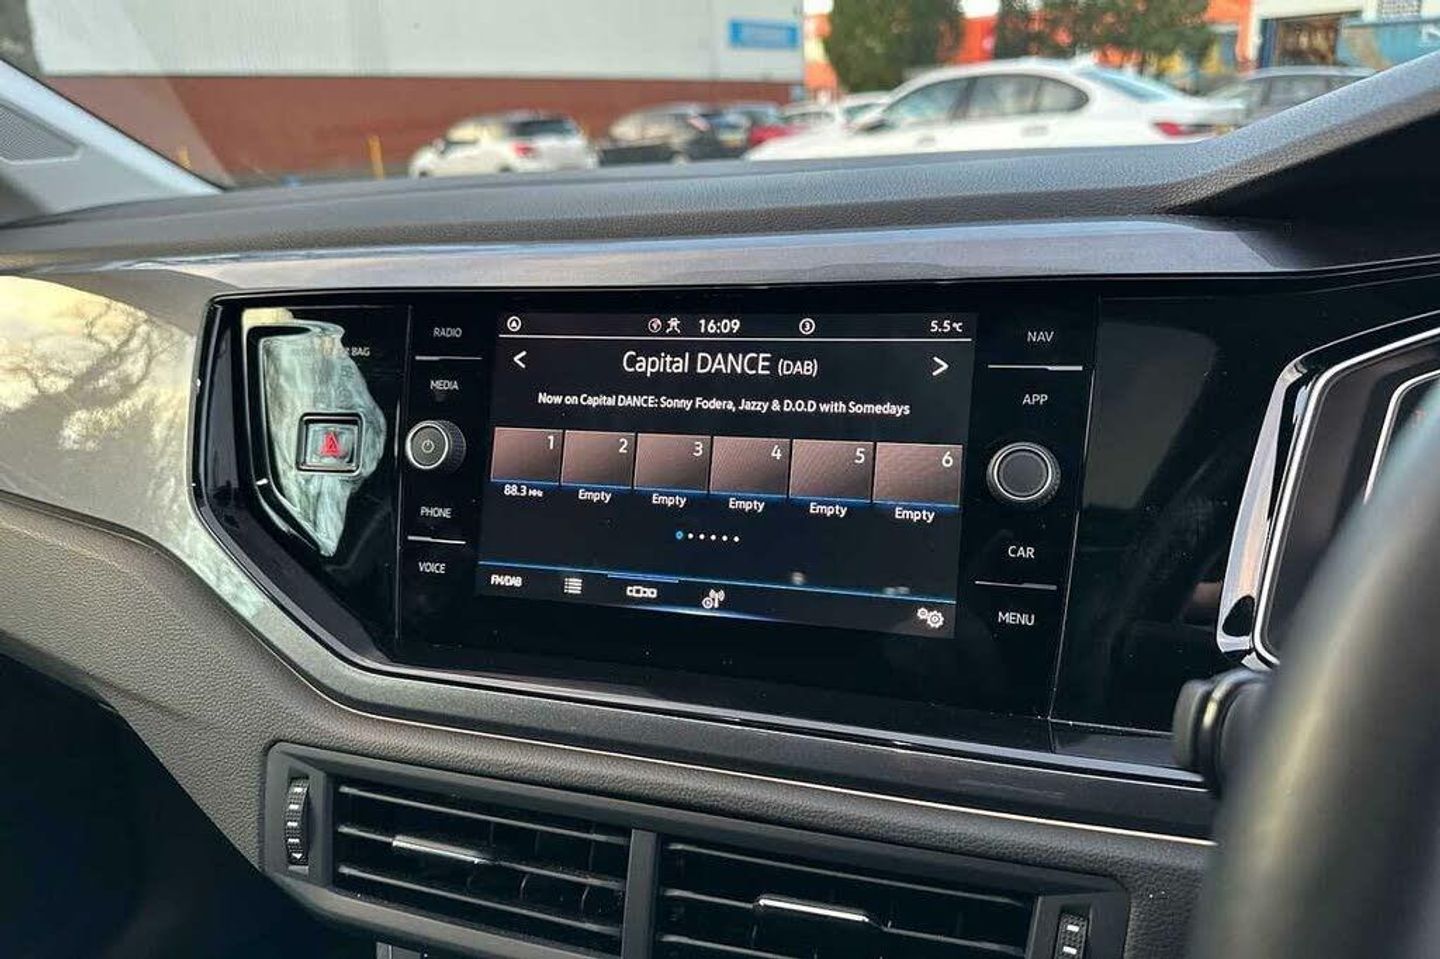 BAG
RADIO
MEDIA
PHONE
VOICE
16:09
3
5.5°C
< Capital DANCE (DAB) >
Now on Capital DANCE: Sonny Fodera, Jazzy & D.O.D with Somedays
1 2 3 4 5 6
88.3 MHz Empty Empty Empty Empty Empty
FM/DAB
NAV
APP
CAR
MENU